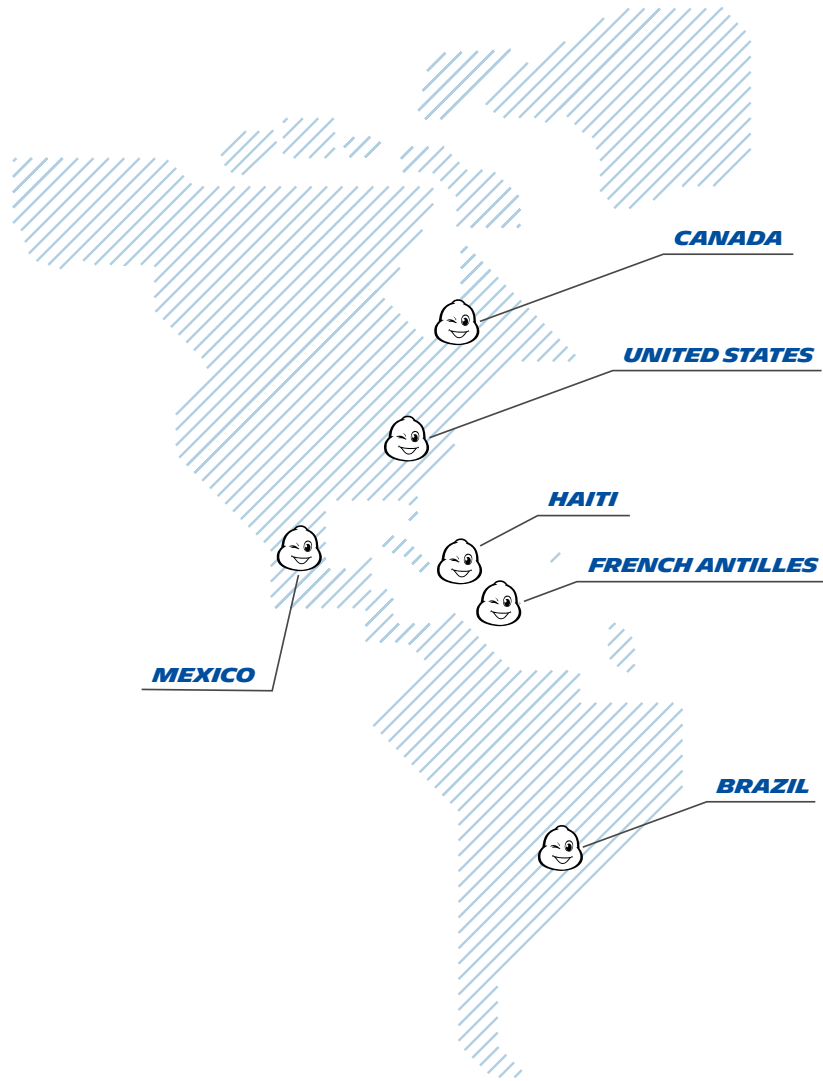 CANADA
UNITED STATES
HAITI
FRENCH ANTILLES
MEXICO
BRAZIL